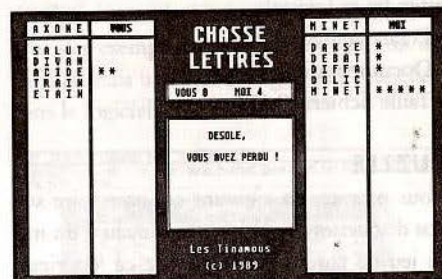 AXONE VOUS
SALUT
DIVAN
ACIDE **
TRAIN
ETAIN
CHASSE
LETTRES
VOUS 0 MOI 4
DESOLE,
VOUS AVEZ PERDU !
Les Tinamous
(c) 1989
MINET MOI
DANSE *
DEBAT *
DIFFA *
DOLIC
MINET *****